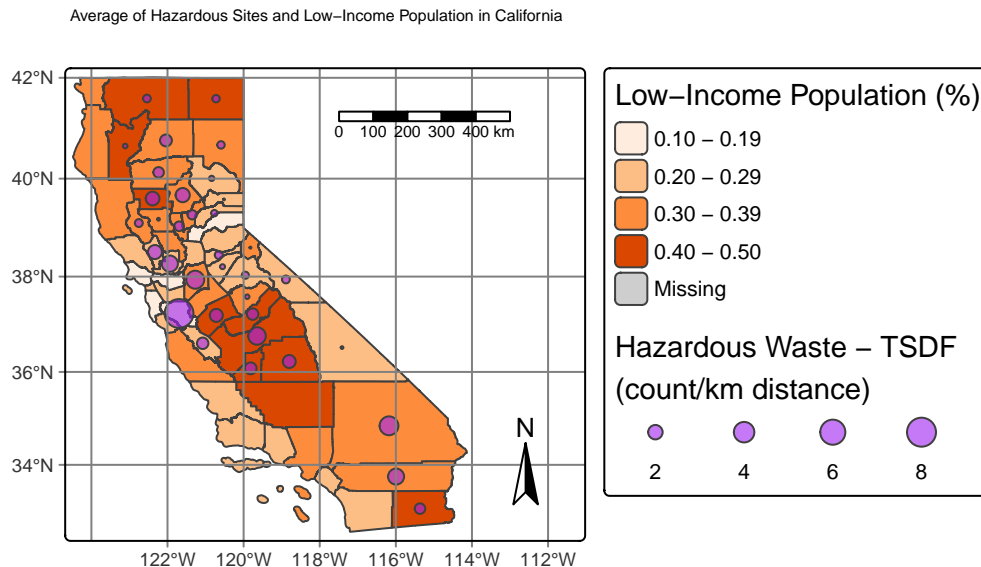 Average of Hazardous Sites and Low−Income Population in California
42°N
40°N
38°N
36°N
34°N
122°W 120°W 118°W 116°W 114°W 112°W
0 100 200 300 400 km
N
Low−Income Population (%)
0.10 − 0.19
0.20 − 0.29
0.30 − 0.39
0.40 − 0.50
Missing
Hazardous Waste − TSDF
(count/km distance)
2 4 6 8